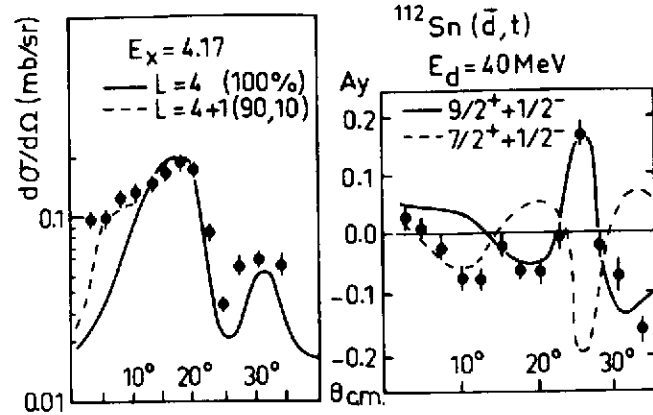 ¹¹²Sn (d⃗,t)
E_d = 40 MeV
dσ/dΩ (mb/sr)
E_x = 4.17
L = 4 (100%)
L = 4+1 (90,10)
0.1
0.01
10° 20° 30°
Ay
9/2⁺ + 1/2⁻
7/2⁺ + 1/2⁻
0.2
0.1
0.0
-0.1
-0.2
10° 20° 30°
θ cm.